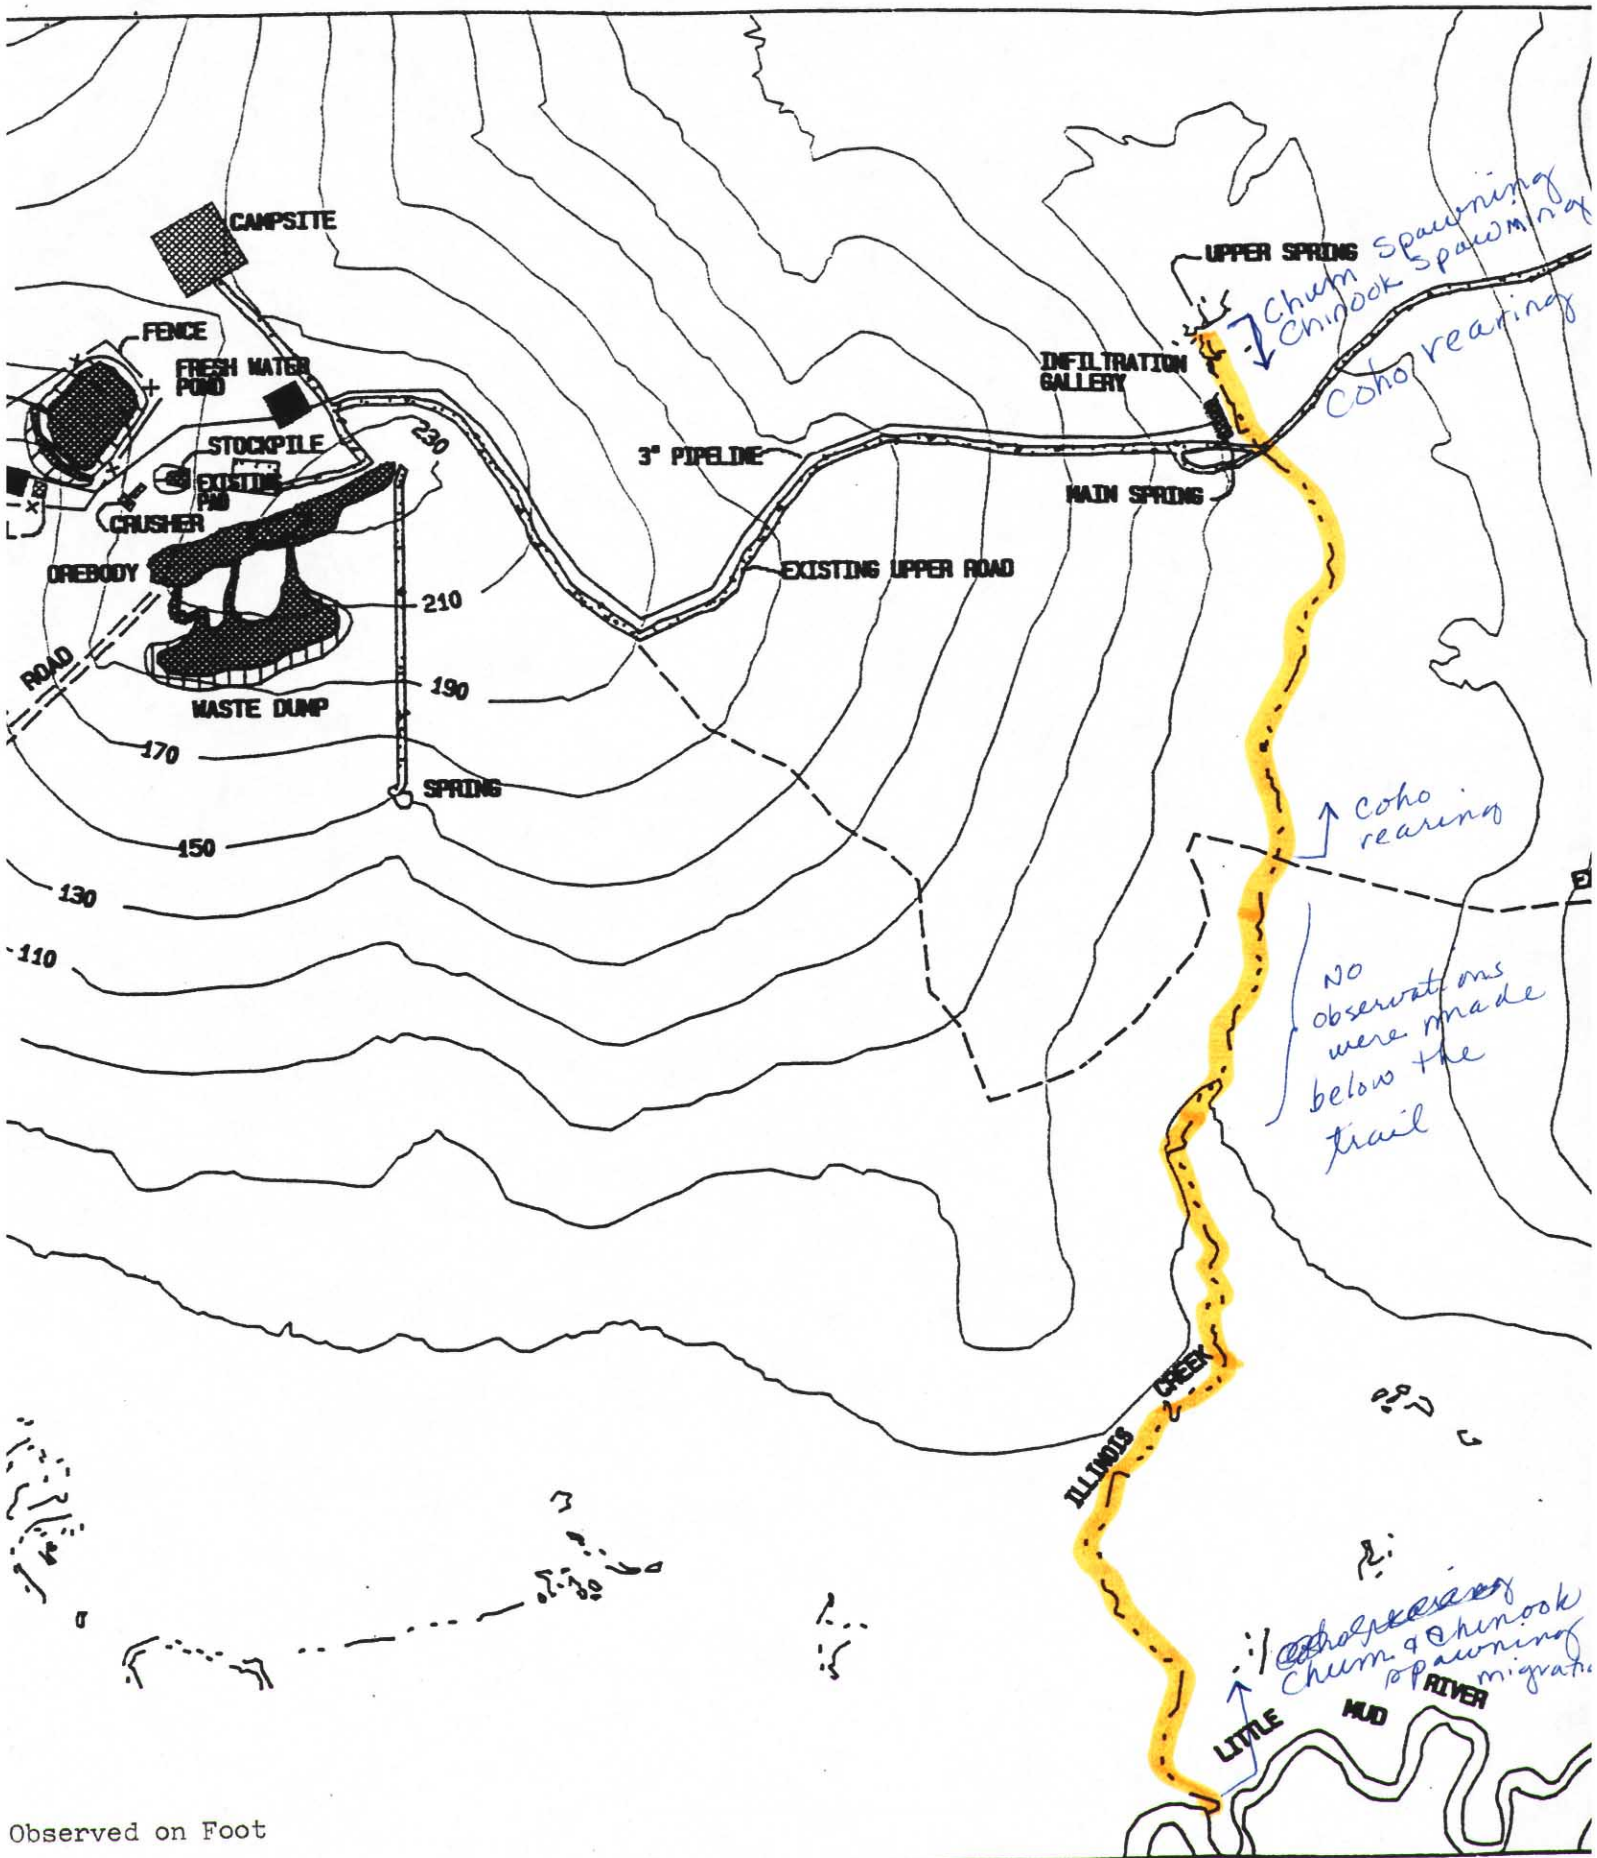 CAMPSITE
UPPER SPRING
Chum Spawning
Chinook Spawning
Coho rearing
FENCE
FRESH WATER
POND
INFILTRATION
GALLERY
STOCKPILE
230
3" PIPELINE
EXISTING
PAD
MAIN SPRING
CRUSHER
OREBODY
EXISTING UPPER ROAD
210
ROAD
190
WASTE DUMP
170
SPRING
coho
rearing
150
130
110
No
observations
were made
below the
trail
CREEK
ILLINOIS
Chum & Chinook
spawning
RIVER
MUD
LITTLE
Observed on Foot